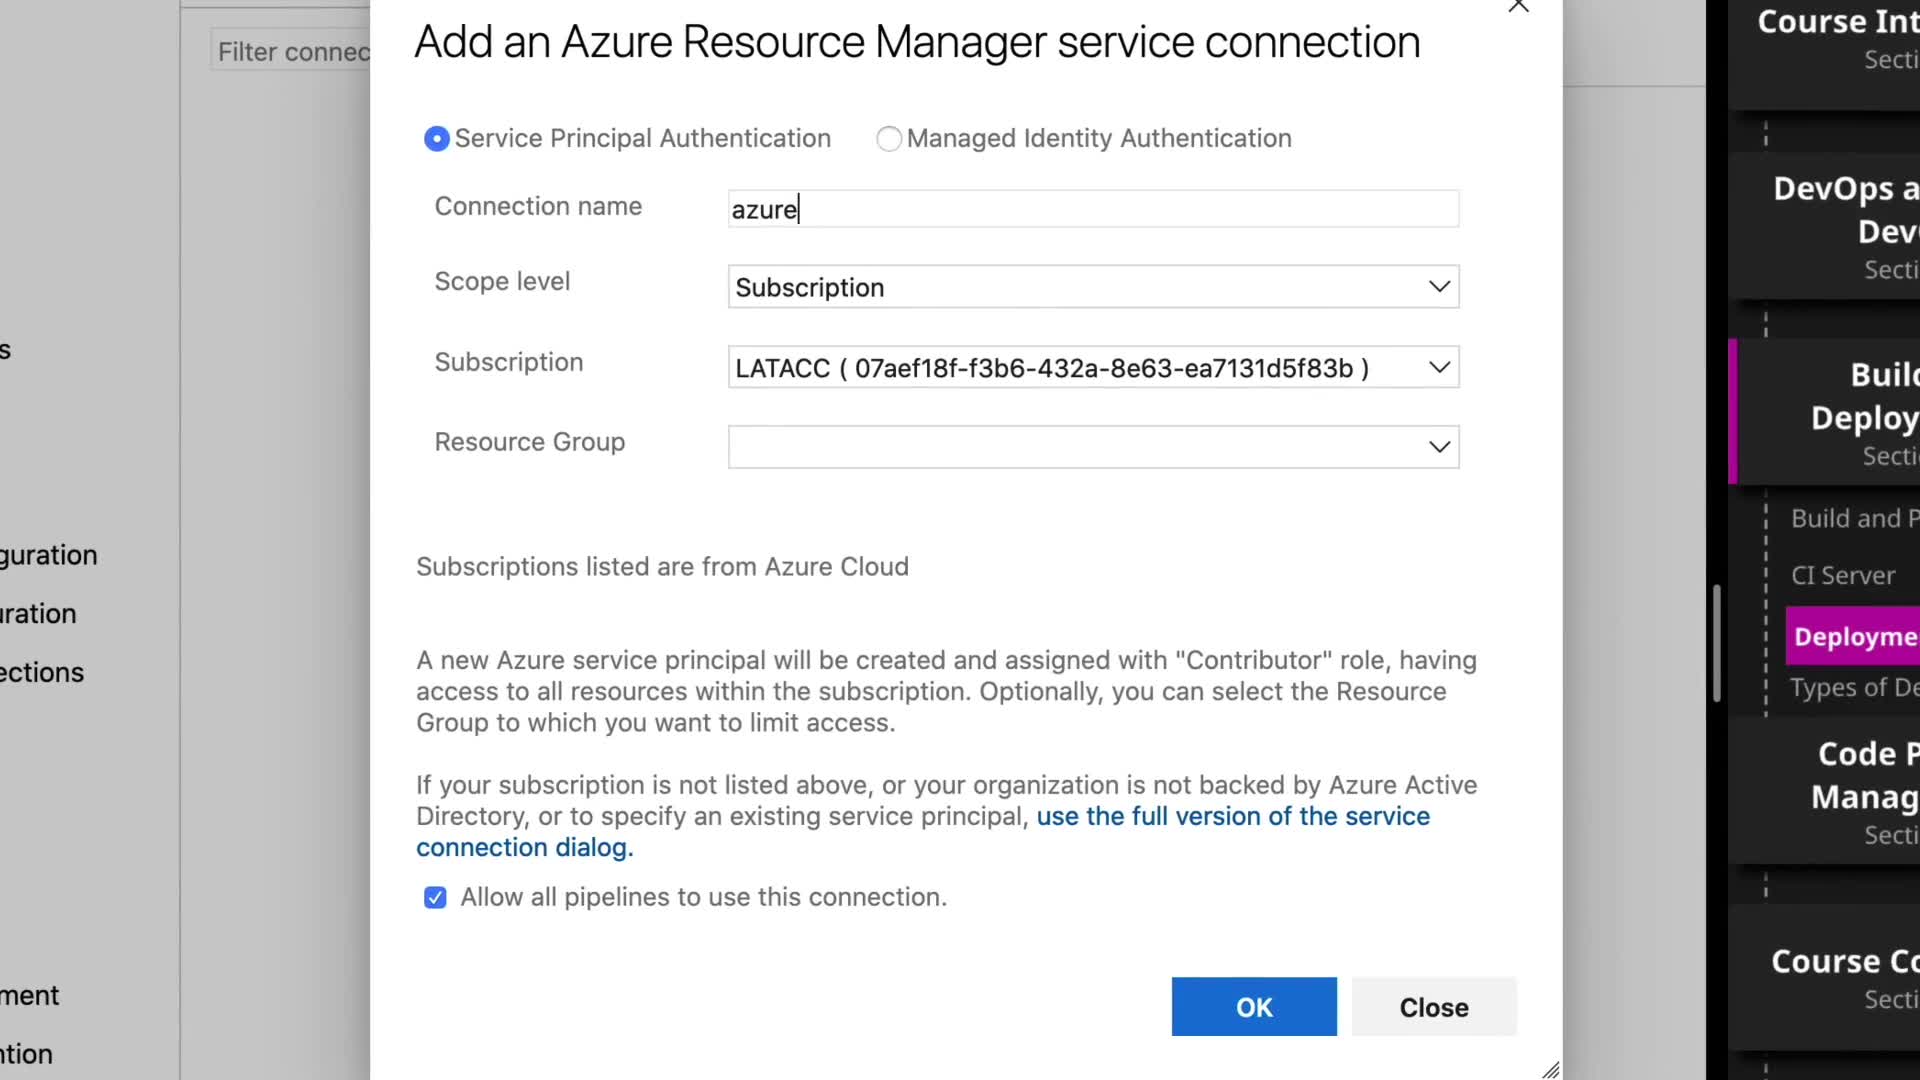 Filter connec
s
guration
uration
ections
ment
ntion
Add an Azure Resource Manager service connection
Service Principal Authentication
Managed Identity Authentication
Connection name
azure
Scope level
Subscription
Subscription
LATACC ( 07aef18f-f3b6-432a-8e63-ea7131d5f83b )
Resource Group
Subscriptions listed are from Azure Cloud
A new Azure service principal will be created and assigned with "Contributor" role, having
access to all resources within the subscription. Optionally, you can select the Resource
Group to which you want to limit access.
If your subscription is not listed above, or your organization is not backed by Azure Active
Directory, or to specify an existing service principal, use the full version of the service
connection dialog.
Allow all pipelines to use this connection.
OK
Close
Course Int
Secti
DevOps a
Dev
Secti
Build
Deploy
Secti
Build and P
CI Server
Deployme
Types of De
Code P
Manag
Secti
Course Co
Secti